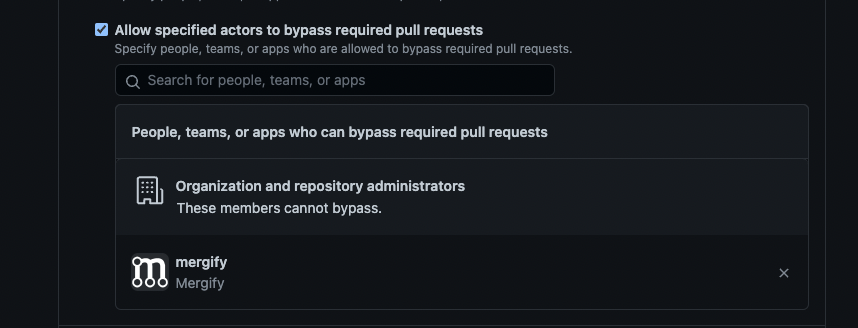 Allow specified actors to bypass required pull requests
Specify people, teams, or apps who are allowed to bypass required pull requests.
Search for people, teams, or apps
People, teams, or apps who can bypass required pull requests
Organization and repository administrators
These members cannot bypass.
mergify
Mergify